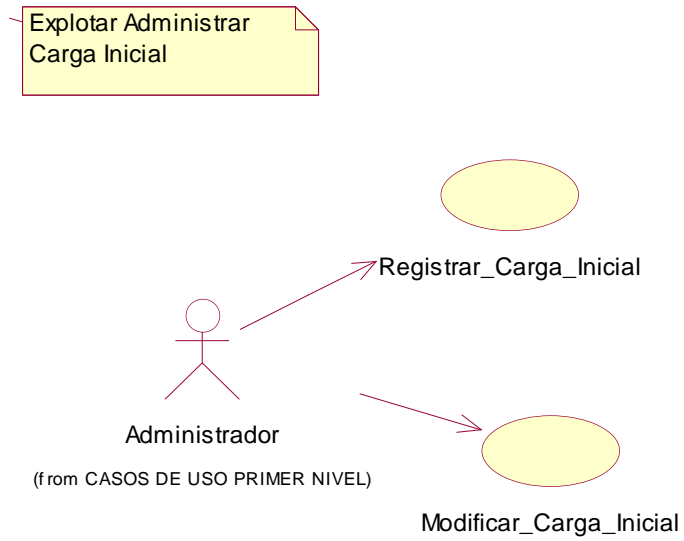 Explotar Administrar
Carga Inicial
Registrar_Carga_Inicial
Administrador
(from CASOS DE USO PRIMER NIVEL)
Modificar_Carga_Inicial